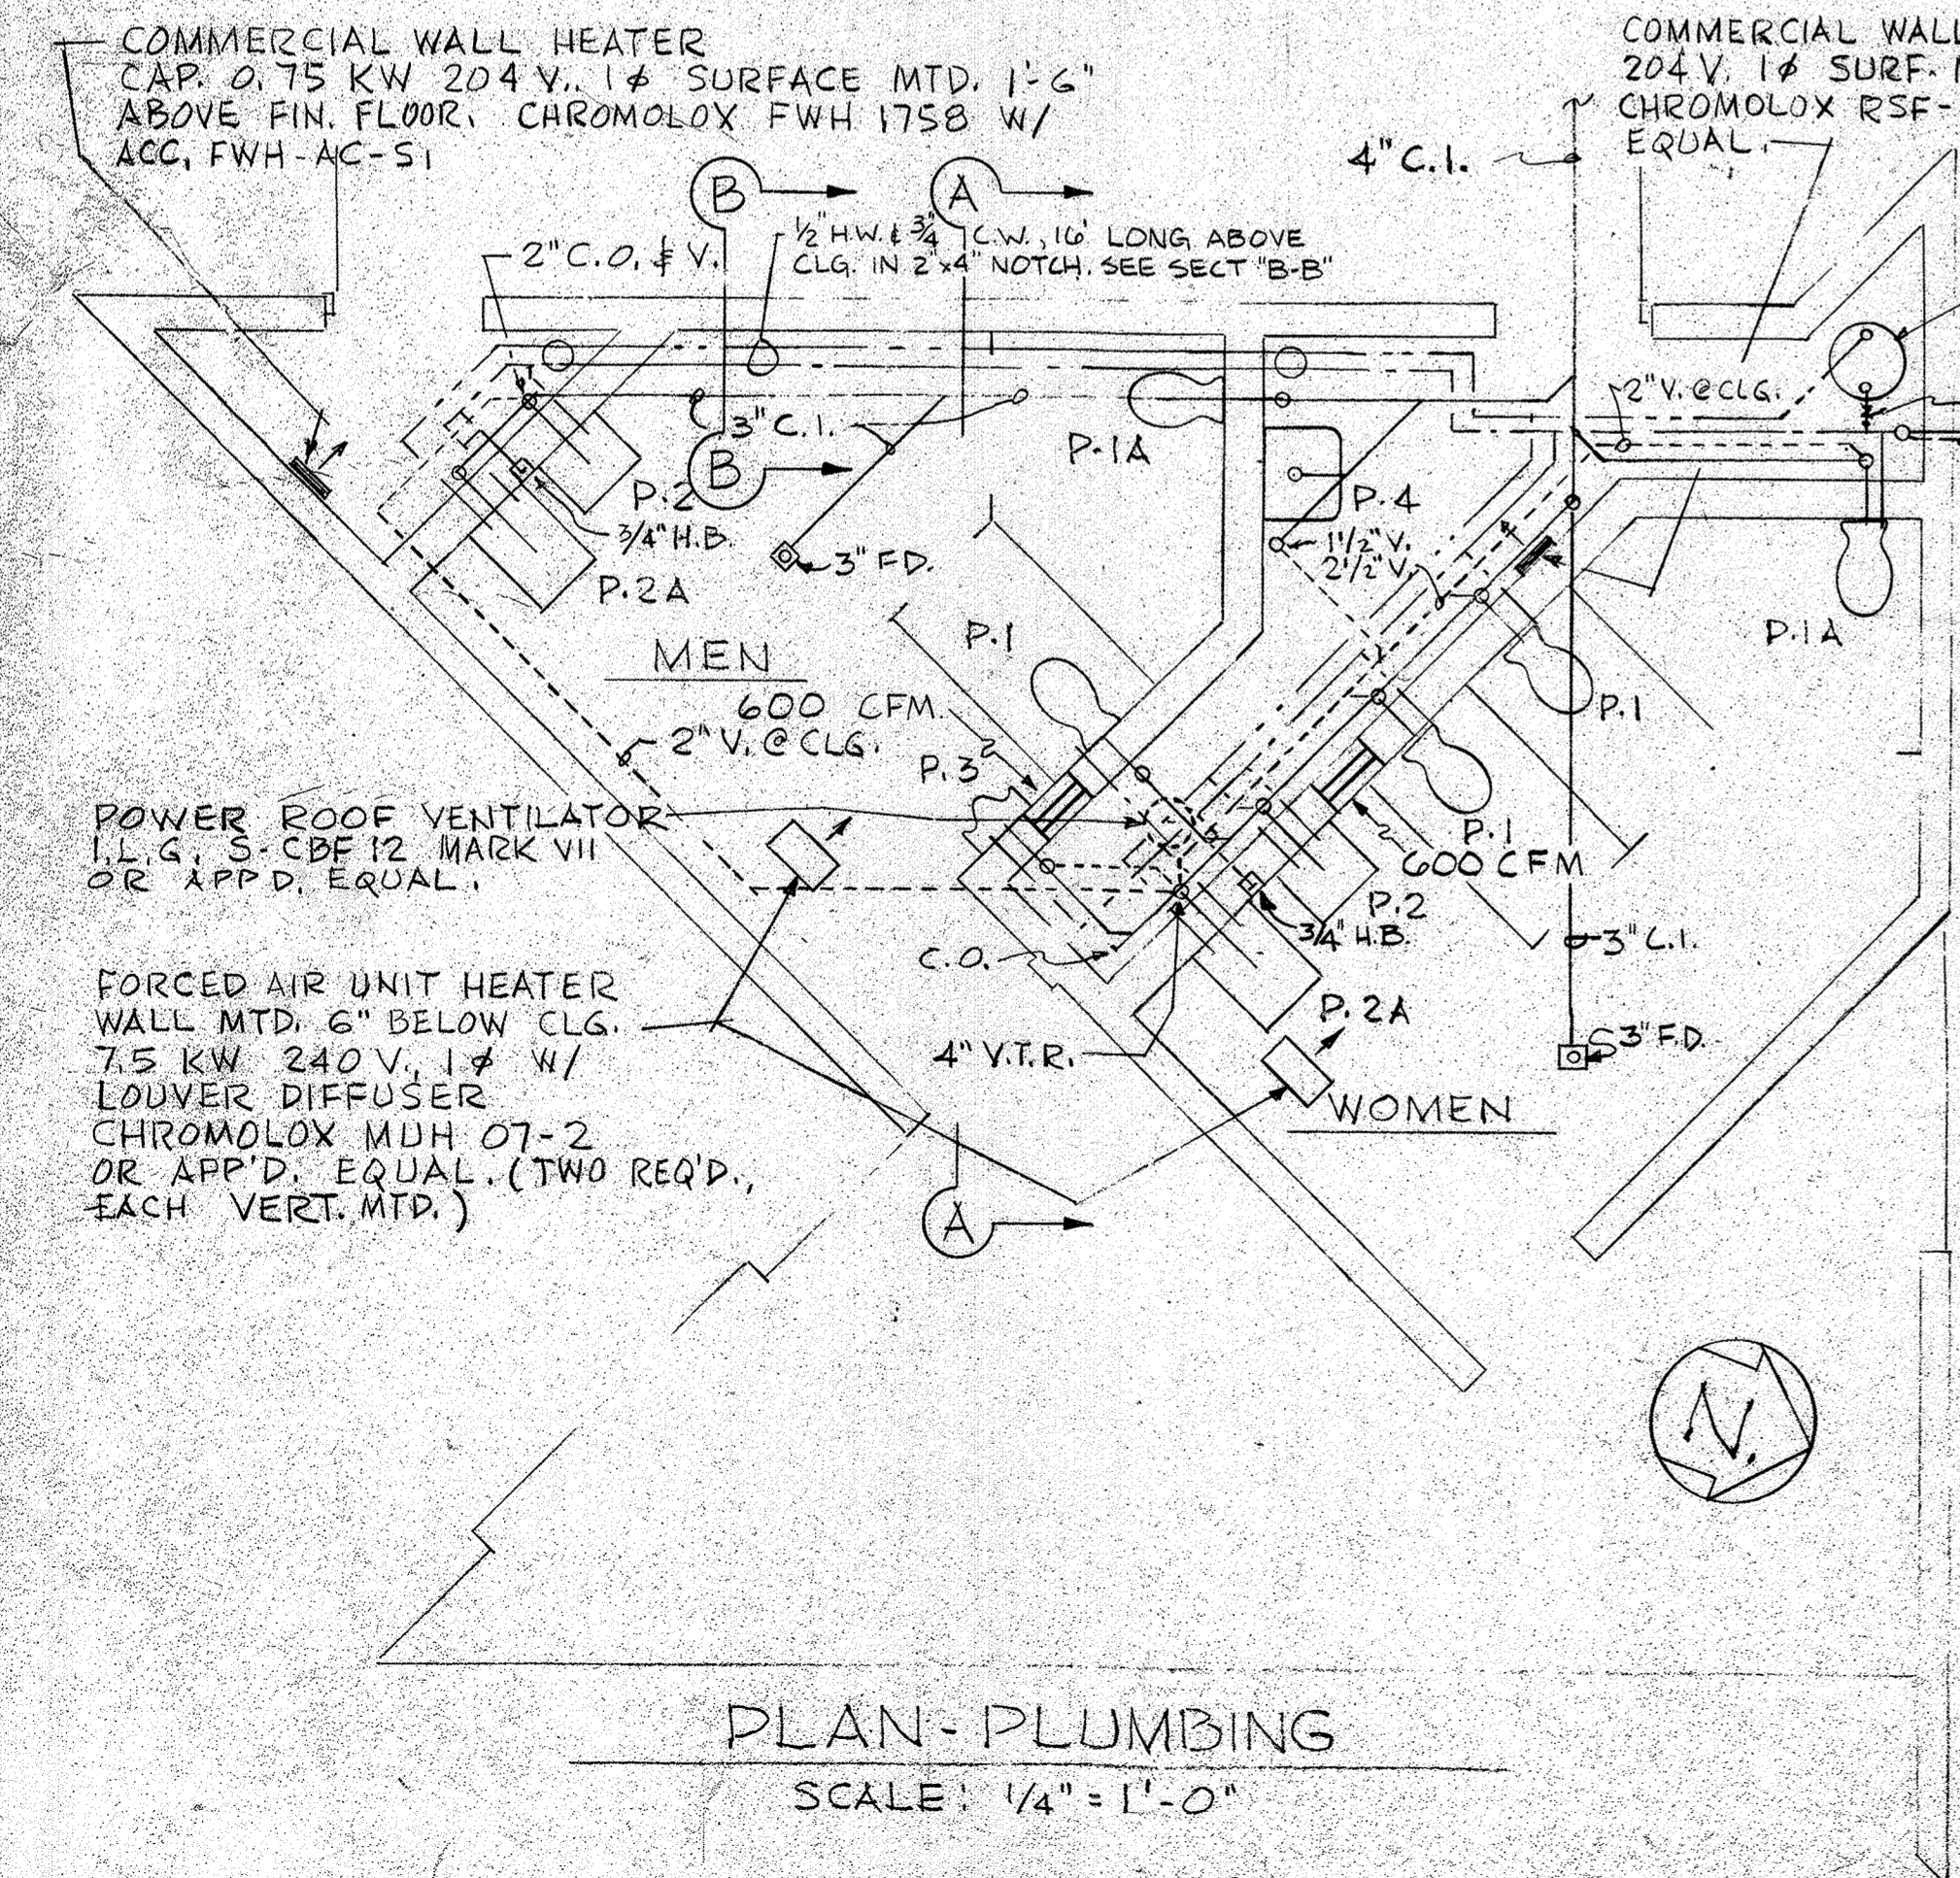 COMMERCIAL WALL HEATER
CAP. 0.75 KW 204 V., 1ϕ SURFACE MTD. 1'-6"
ABOVE FIN. FLOOR. CHROMOLOX FWH 1758 W/
ACC, FWH-AC-S1
COMMERCIAL WALL
204 V. 1ϕ SURF.
CHROMOLOX RSF-
EQUAL.
4" C.I.
B
A
2" C.O. & V.
1/2" H.W. & 3/4" C.W., 16' LONG ABOVE
CLG. IN 2"x4" NOTCH. SEE SECT "B-B"
2" V. @ CLG.
3" C.I.
P-1A
B
P.2
P.4
3/4" H.B.
3" F.D.
1 1/2" V.
2 1/2" V.
P.2A
P.1
P.1A
MEN
600 CFM.
2" V. @ CLG.
P.1
P.3
POWER ROOF VENTILATOR
I.L.G. S-CBF 12 MARK VII
OR APP'D. EQUAL.
P.1
600 CFM
P.2
3/4" H.B.
3" C.I.
C.O.
FORCED AIR UNIT HEATER
WALL MTD. 6" BELOW CLG.
7.5 KW 240 V., 1ϕ W/
LOUVER DIFFUSER
CHROMOLOX MUH 07-2
OR APP'D. EQUAL. (TWO REQ'D.,
EACH VERT. MTD.)
P.2A
4" V.T.R.
3" F.D.
WOMEN
A
N.
PLAN - PLUMBING
SCALE: 1/4" = 1'-0"